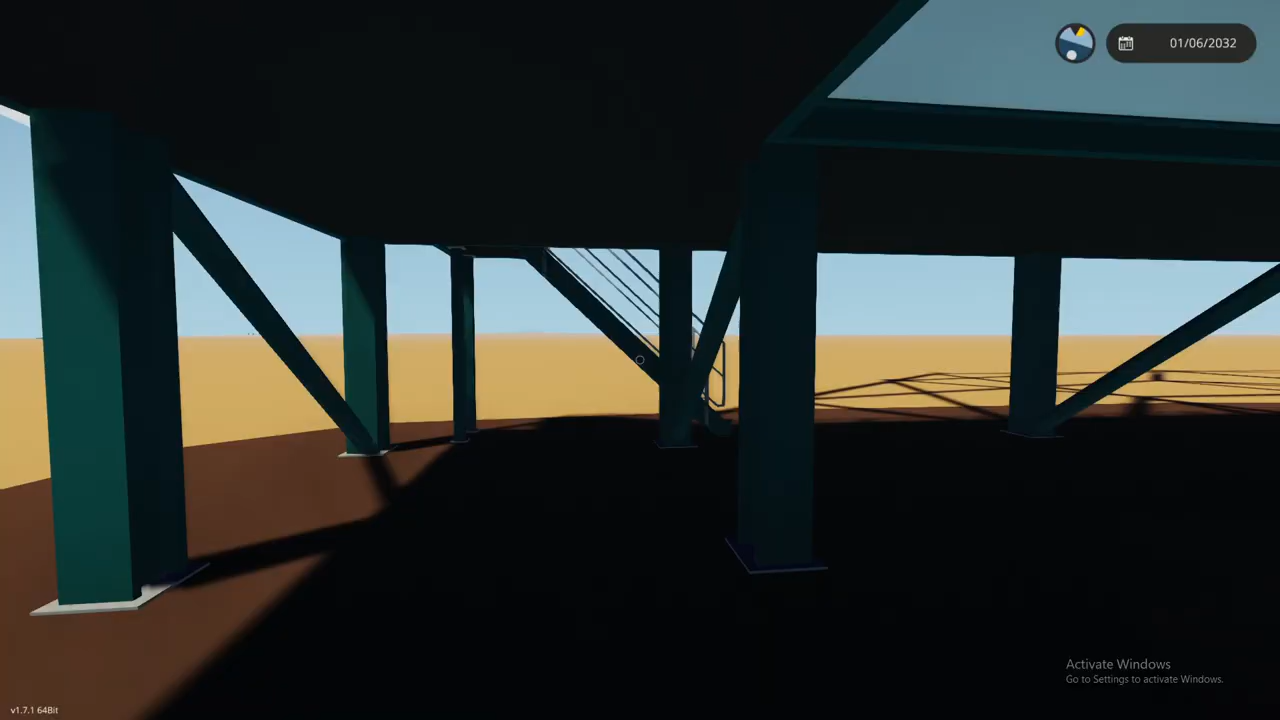 01/06/2032
Activate Windows
Go to Settings to activate Windows.
v1.7.1 64Bit